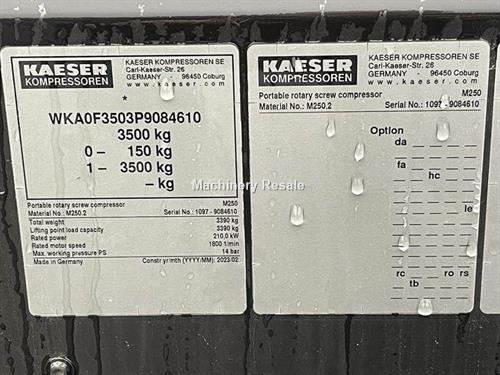 KAESER
KOMPRESSOREN
KAESER KOMPRESSOREN SE
Carl-Kaeser-Str. 26
GERMANY - 96450 Coburg
www.kaeser.com
*
WKA0F3503P9084610
3500 kg
0 – 150 kg
1 – 3500 kg
– kg
Portable rotary screw compressor M250
Material No.: M250.2 Serial No.: 1097 - 9084610
Total weight 3390 kg
Lifting point load capacity 3390 kg
Rated power 210,0 kW
Rated motor speed 1800 1/min
Max. working pressure PS 14 bar
Made in Germany Constr yr/mth (YYYY/MM): 2023/02
KAESER
KOMPRESSOREN
KAESER KOMPRESSOREN SE
Carl-Kaeser-Str. 26
GERMANY - 96450 Coburg
www.kaeser.com
Portable rotary screw compressor M250
Material No.: M250.2 Serial No.: 1097 - 9084610
Option
da
fa
hc
le
rc ro rs
tb
Machinery Resale